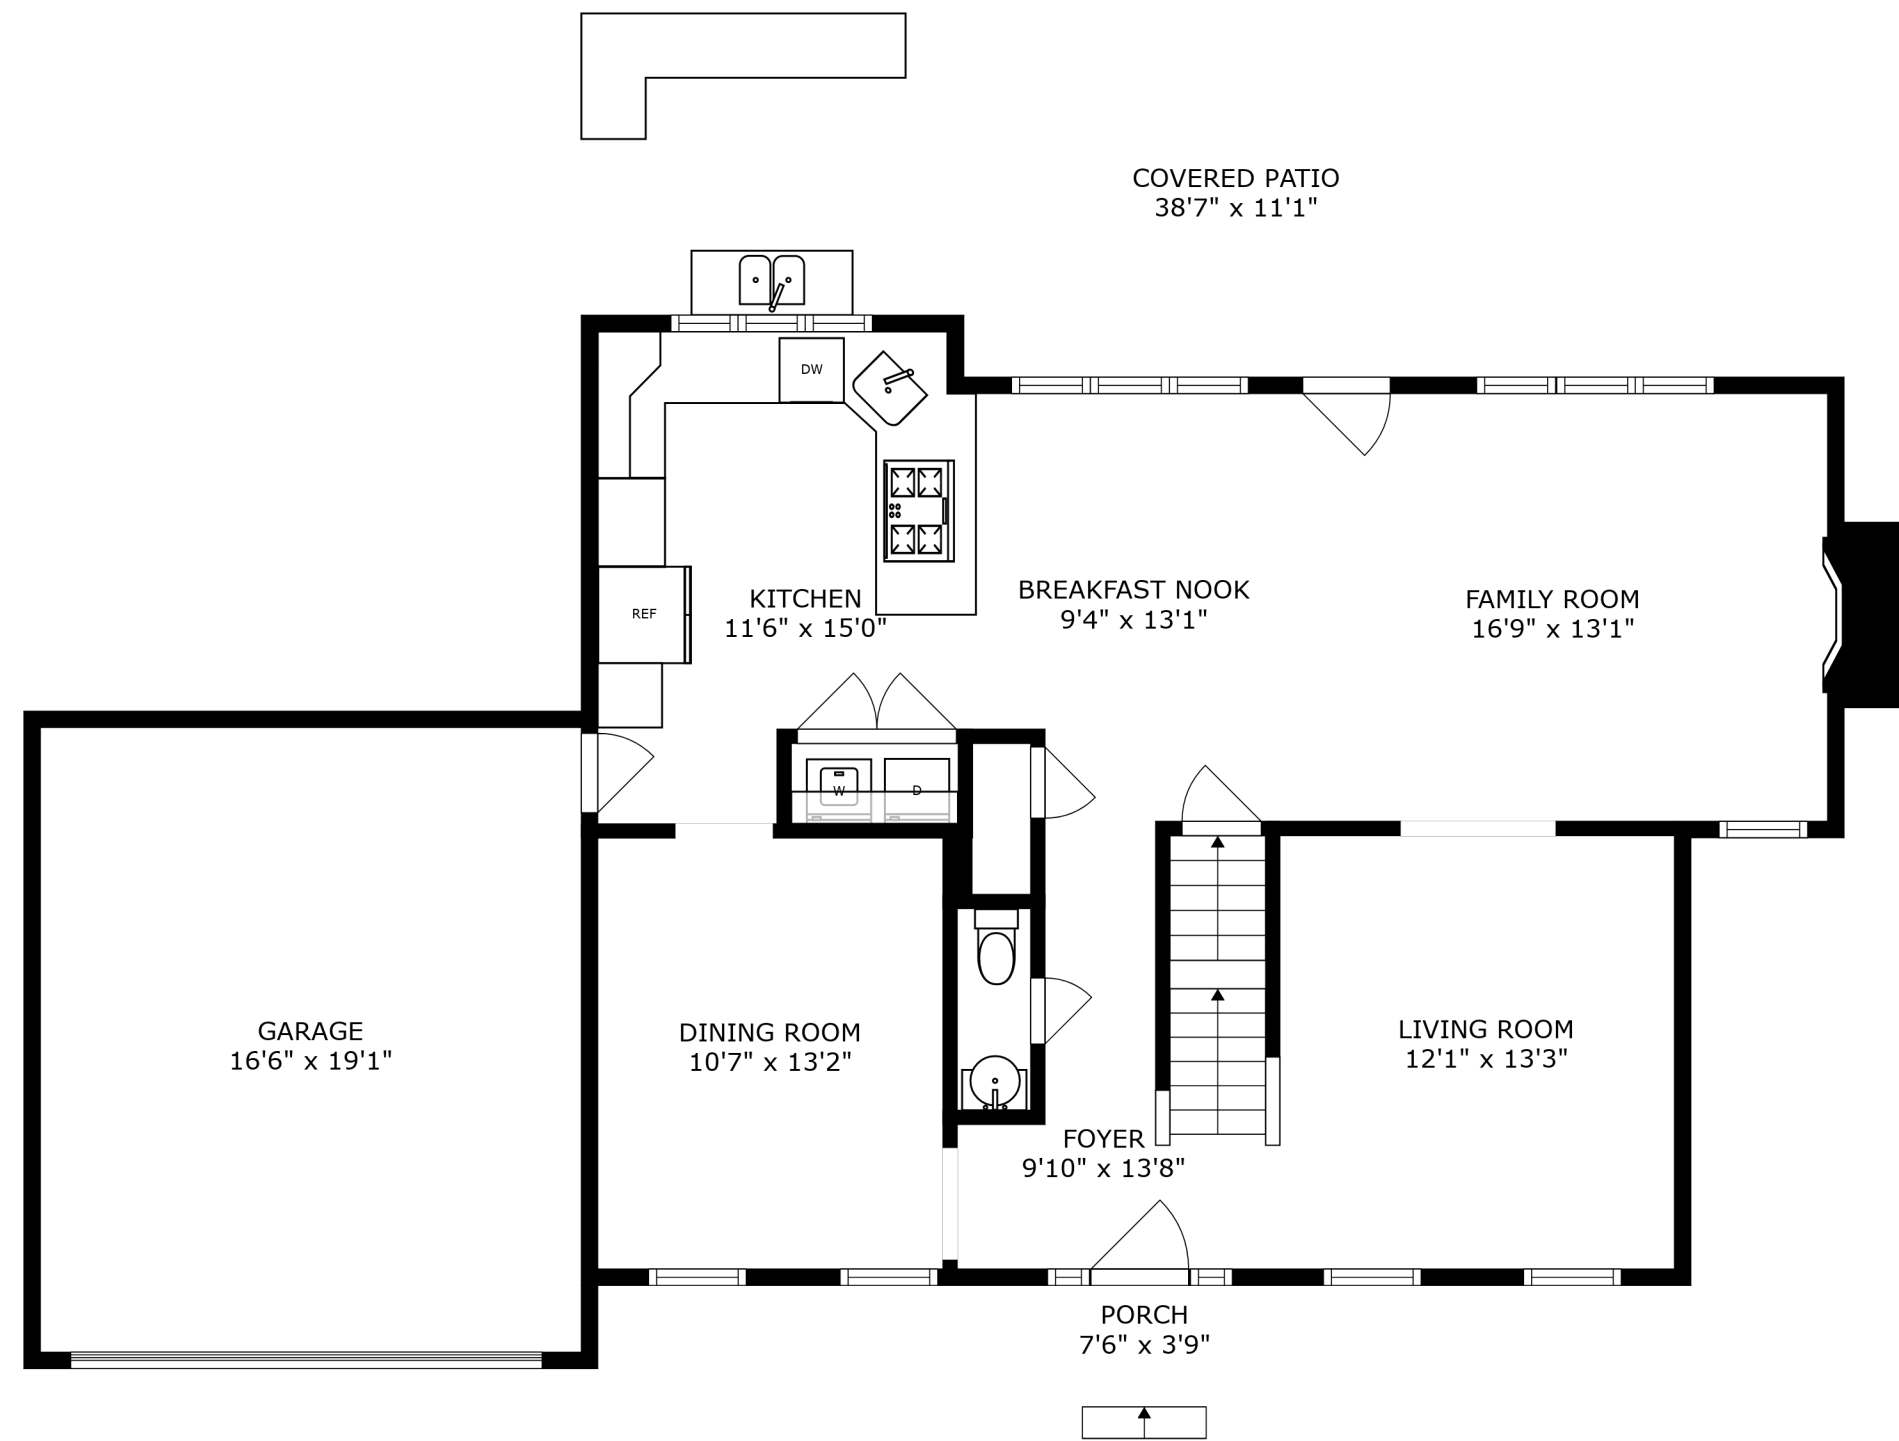 COVERED PATIO
38'7" x 11'1"
DW
REF
KITCHEN
11'6" x 15'0"
BREAKFAST NOOK
9'4" x 13'1"
FAMILY ROOM
16'9" x 13'1"
W
D
GARAGE
16'6" x 19'1"
DINING ROOM
10'7" x 13'2"
LIVING ROOM
12'1" x 13'3"
FOYER
9'10" x 13'8"
PORCH
7'6" x 3'9"